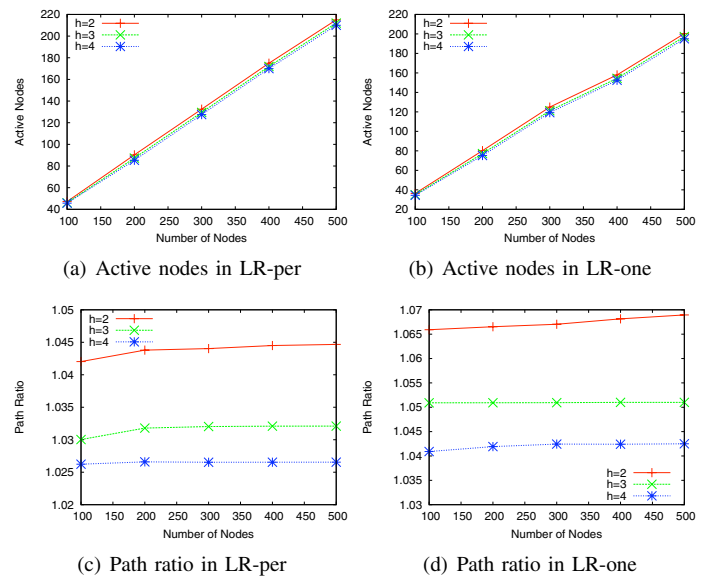 220
200
180
160
140
120
100
80
60
40
Active Nodes
h=2
h=3
h=4
100 150 200 250 300 350 400 450 500
Number of Nodes
(a) Active nodes in LR-per
220
200
180
160
140
120
100
80
60
40
20
Active Nodes
h=2
h=3
h=4
100 150 200 250 300 350 400 450 500
Number of Nodes
(b) Active nodes in LR-one
1.05
1.045
1.04
1.035
1.03
1.025
1.02
Path Ratio
h=2
h=3
h=4
100 150 200 250 300 350 400 450 500
Number of Nodes
(c) Path ratio in LR-per
1.07
1.065
1.06
1.055
1.05
1.045
1.04
1.035
1.03
Path Ratio
h=2
h=3
h=4
100 150 200 250 300 350 400 450 500
Number of Nodes
(d) Path ratio in LR-one